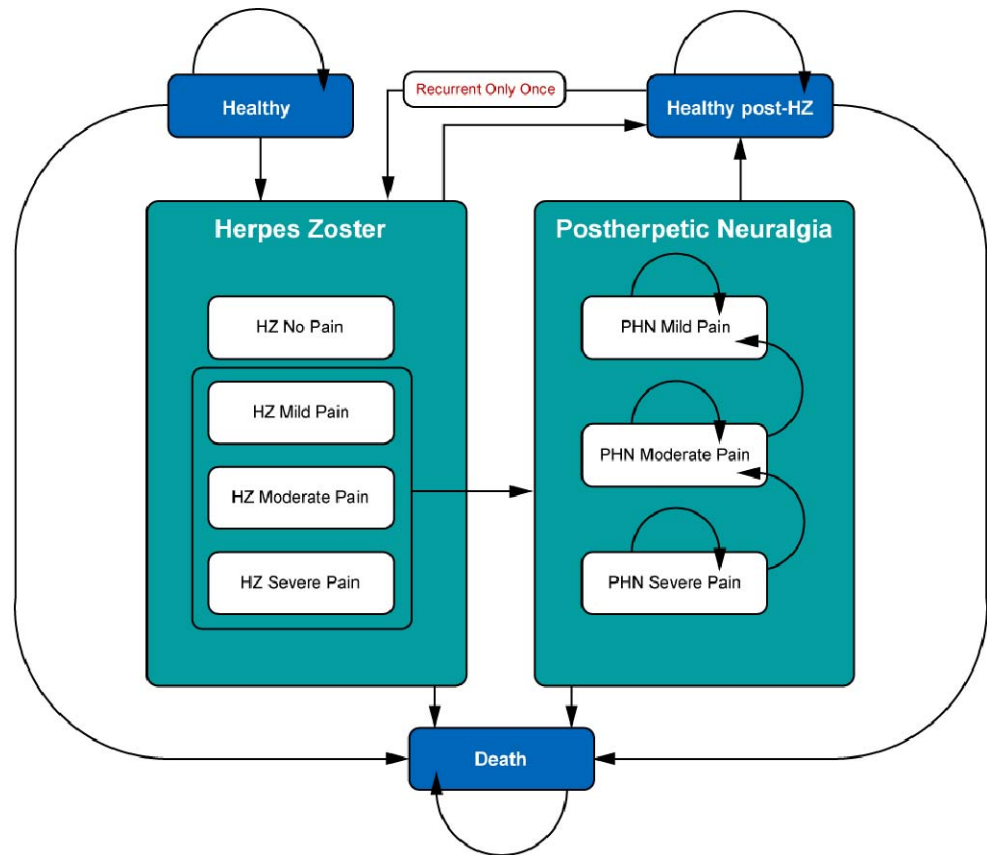 Healthy
Recurrent Only Once
Healthy post-HZ
Herpes Zoster
HZ No Pain
HZ Mild Pain
HZ Moderate Pain
HZ Severe Pain
Postherpetic Neuralgia
PHN Mild Pain
PHN Moderate Pain
PHN Severe Pain
Death